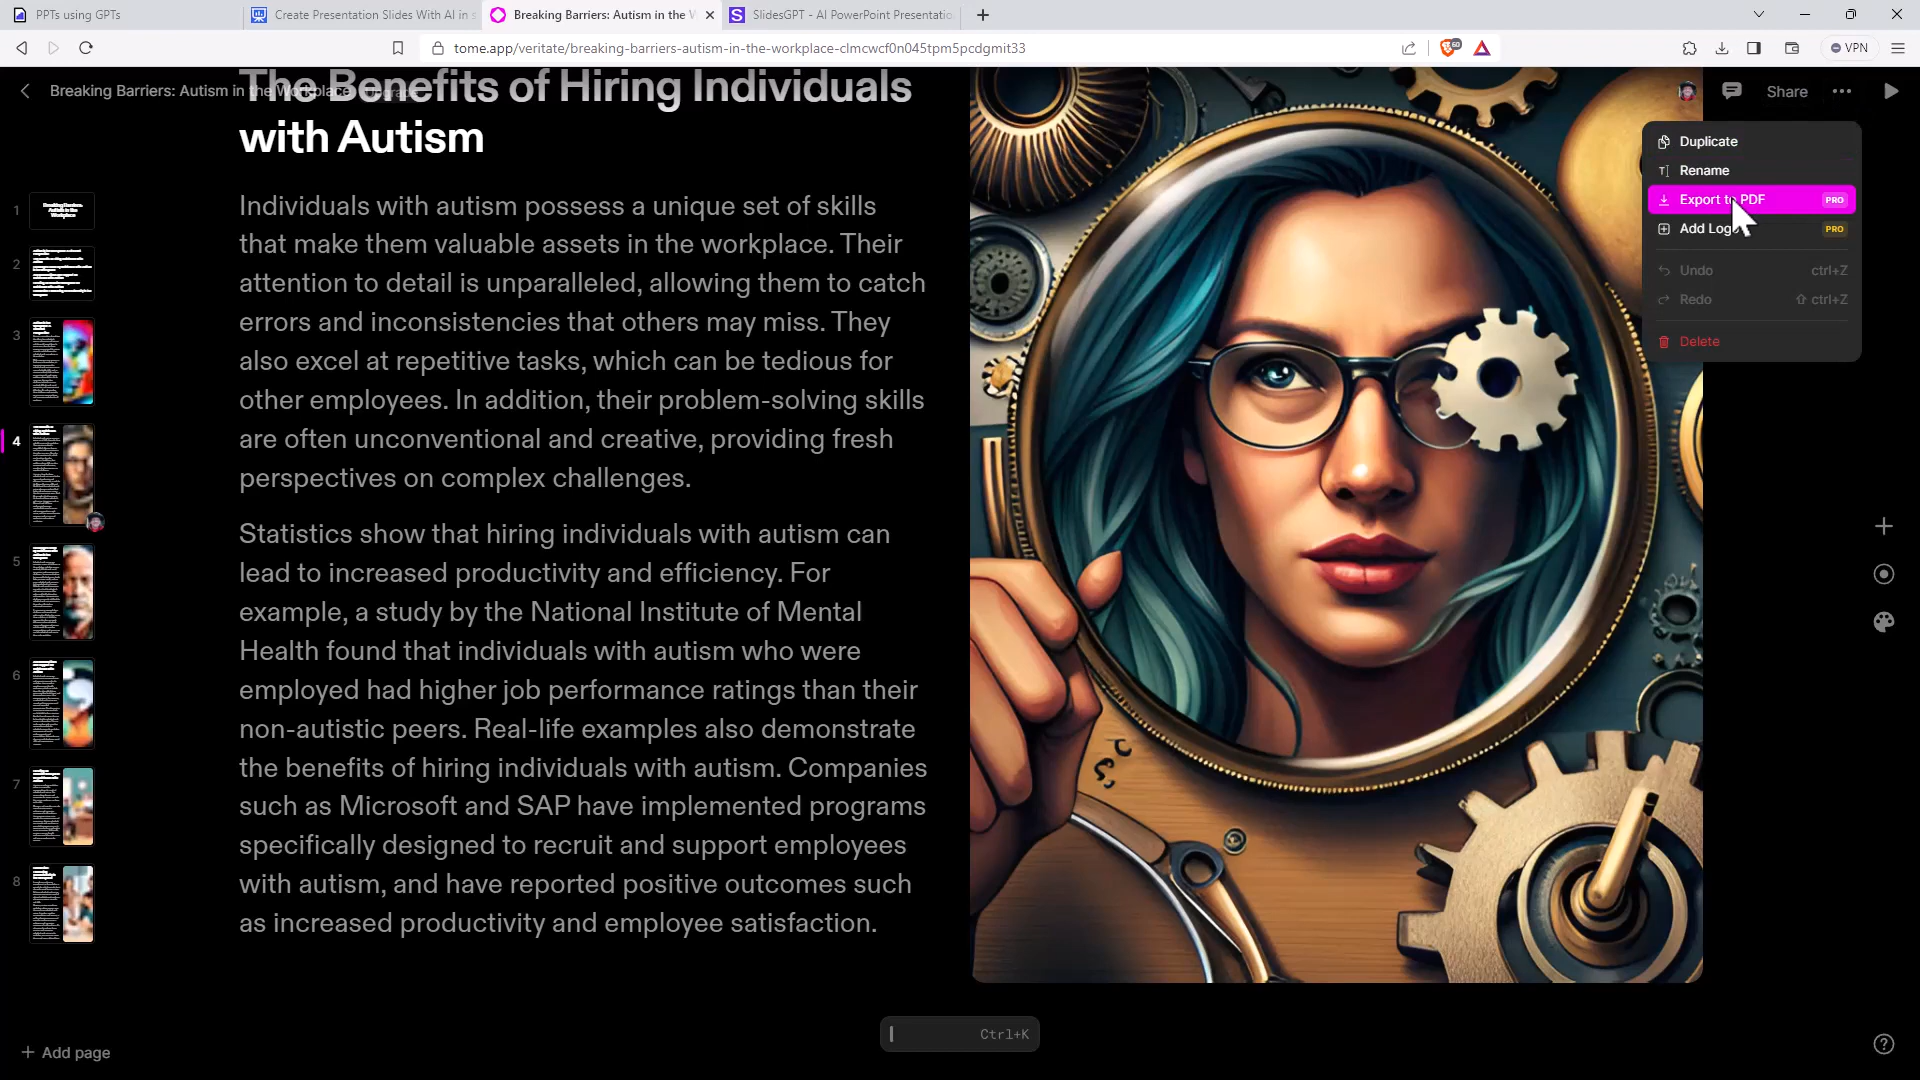 PPTs using GPTs
Create Presentation Slides With AI in s
Breaking Barriers: Autism in the W
SlidesGPT - AI PowerPoint Presentatio
tome.app/veritate/breaking-barriers-autism-in-the-workplace-clmcwcf0n045tpm5pcdgmit33
60
VPN
Breaking Barriers: Autism in the Workplace
Share
The Benefits of Hiring Individuals
with Autism
Duplicate
Rename
Export to PDF PRO
Add Logo PRO
Undo ctrl+Z
Redo ctrl+Z
Delete
Individuals with autism possess a unique set of skills
that make them valuable assets in the workplace. Their
attention to detail is unparalleled, allowing them to catch
errors and inconsistencies that others may miss. They
also excel at repetitive tasks, which can be tedious for
other employees. In addition, their problem-solving skills
are often unconventional and creative, providing fresh
perspectives on complex challenges.
Statistics show that hiring individuals with autism can
lead to increased productivity and efficiency. For
example, a study by the National Institute of Mental
Health found that individuals with autism who were
employed had higher job performance ratings than their
non-autistic peers. Real-life examples also demonstrate
the benefits of hiring individuals with autism. Companies
such as Microsoft and SAP have implemented programs
specifically designed to recruit and support employees
with autism, and have reported positive outcomes such
as increased productivity and employee satisfaction.
1
Breaking Barriers:
Autism in the
Workplace
2
3
4
5
6
7
8
Add page
Ctrl+K